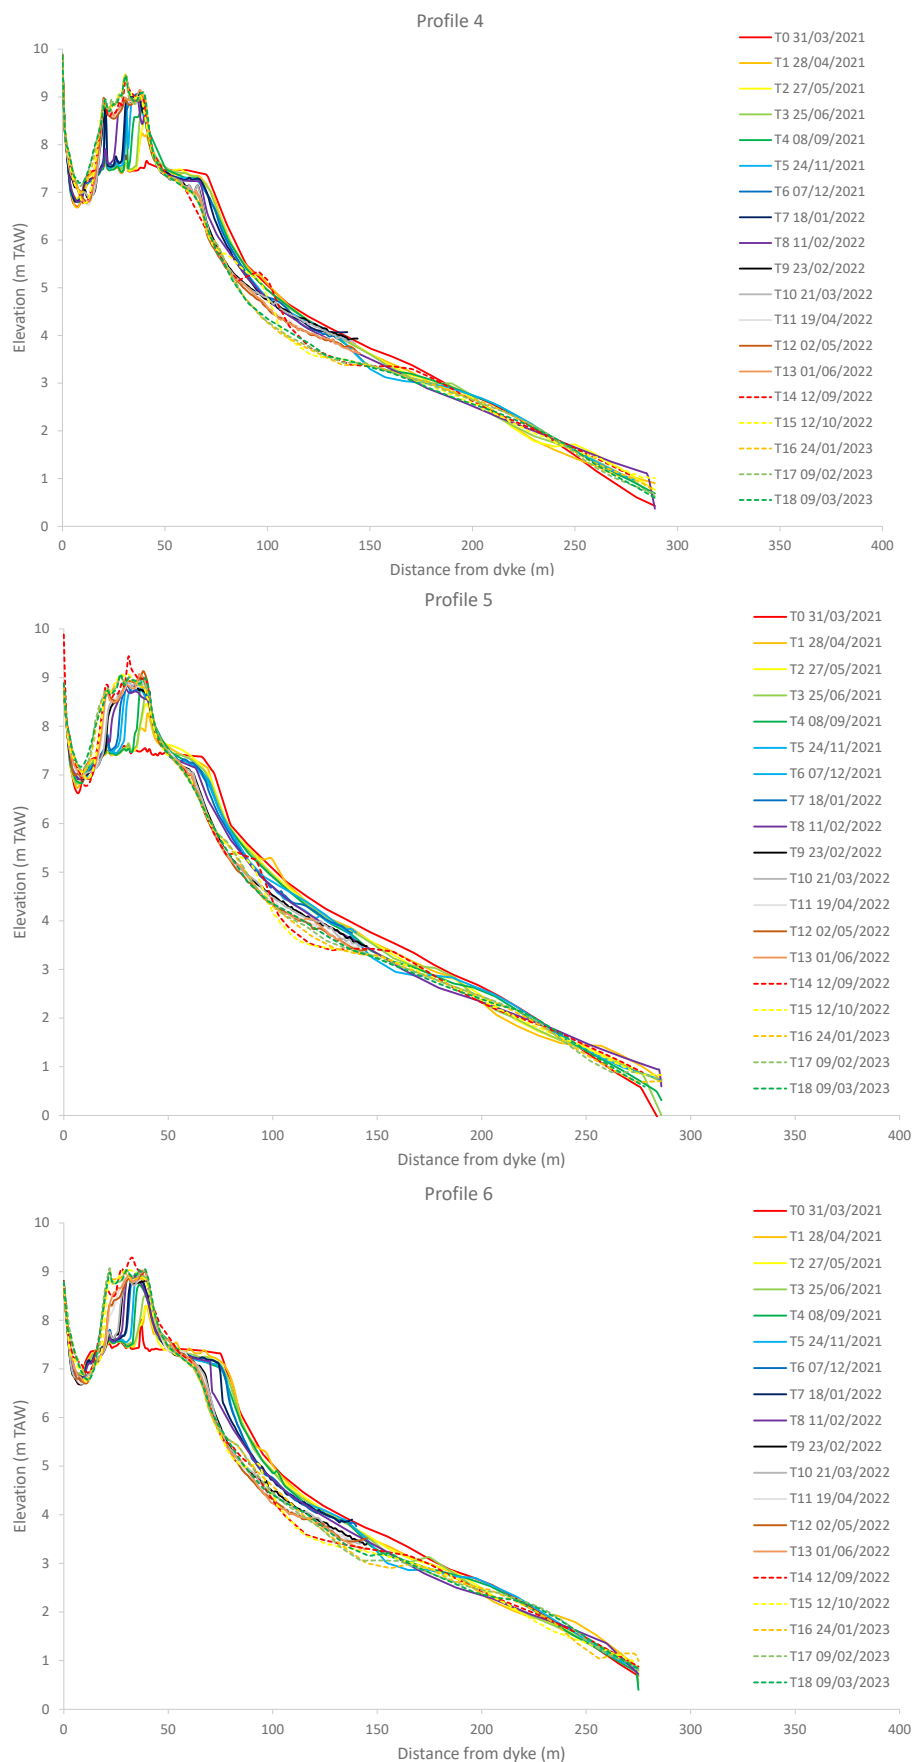 Profile 4
10
9
8
7
6
5
4
3
2
1
0
Elevation (m TAW)
0 50 100 150 200 250 300 350 400
Distance from dyke (m)
T0 31/03/2021
T1 28/04/2021
T2 27/05/2021
T3 25/06/2021
T4 08/09/2021
T5 24/11/2021
T6 07/12/2021
T7 18/01/2022
T8 11/02/2022
T9 23/02/2022
T10 21/03/2022
T11 19/04/2022
T12 02/05/2022
T13 01/06/2022
T14 12/09/2022
T15 12/10/2022
T16 24/01/2023
T17 09/02/2023
T18 09/03/2023
Profile 5
10
9
8
7
6
5
4
3
2
1
0
Elevation (m TAW)
0 50 100 150 200 250 300 350 400
Distance from dyke (m)
T0 31/03/2021
T1 28/04/2021
T2 27/05/2021
T3 25/06/2021
T4 08/09/2021
T5 24/11/2021
T6 07/12/2021
T7 18/01/2022
T8 11/02/2022
T9 23/02/2022
T10 21/03/2022
T11 19/04/2022
T12 02/05/2022
T13 01/06/2022
T14 12/09/2022
T15 12/10/2022
T16 24/01/2023
T17 09/02/2023
T18 09/03/2023
Profile 6
10
9
8
7
6
5
4
3
2
1
0
Elevation (m TAW)
0 50 100 150 200 250 300 350 400
Distance from dyke (m)
T0 31/03/2021
T1 28/04/2021
T2 27/05/2021
T3 25/06/2021
T4 08/09/2021
T5 24/11/2021
T6 07/12/2021
T7 18/01/2022
T8 11/02/2022
T9 23/02/2022
T10 21/03/2022
T11 19/04/2022
T12 02/05/2022
T13 01/06/2022
T14 12/09/2022
T15 12/10/2022
T16 24/01/2023
T17 09/02/2023
T18 09/03/2023